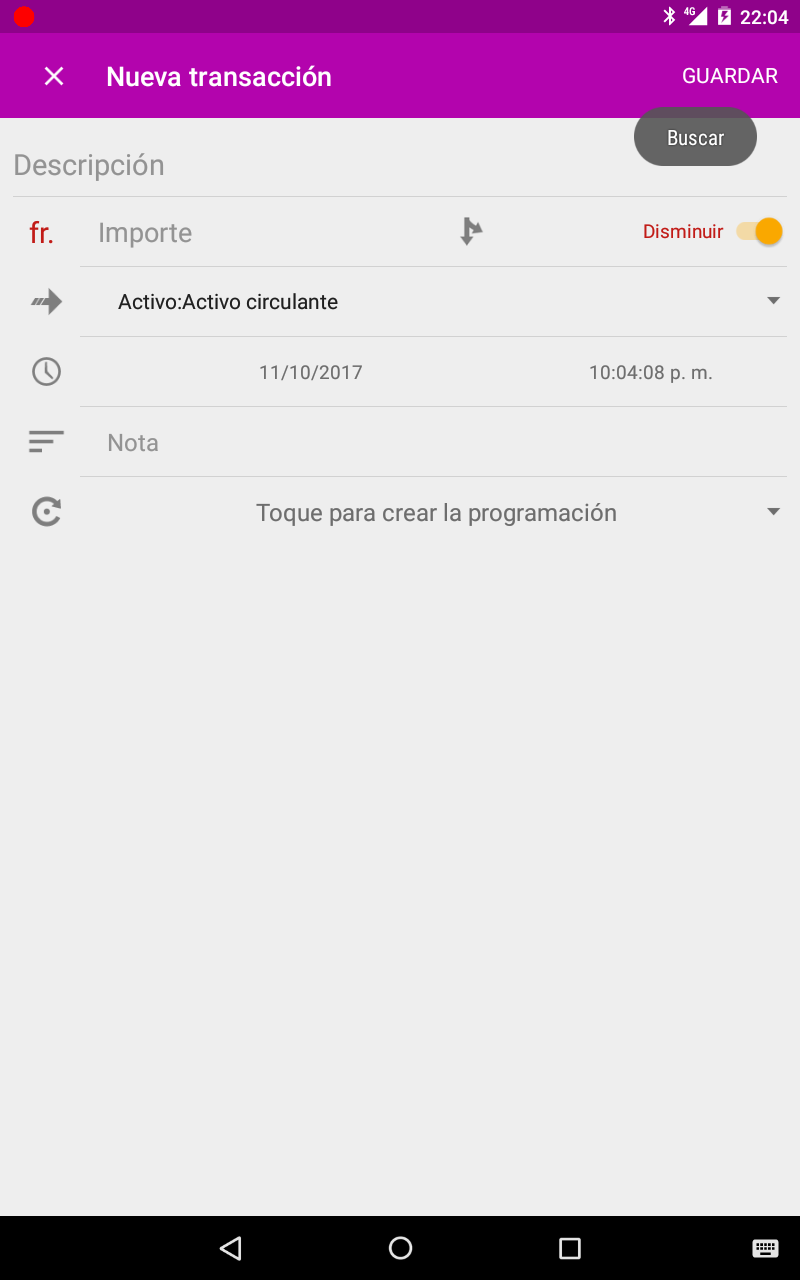 4G 22:04
Nueva transacción GUARDAR
Buscar
Descripción
fr. Importe Disminuir
Activo:Activo circulante
11/10/2017 10:04:08 p. m.
Nota
Toque para crear la programación